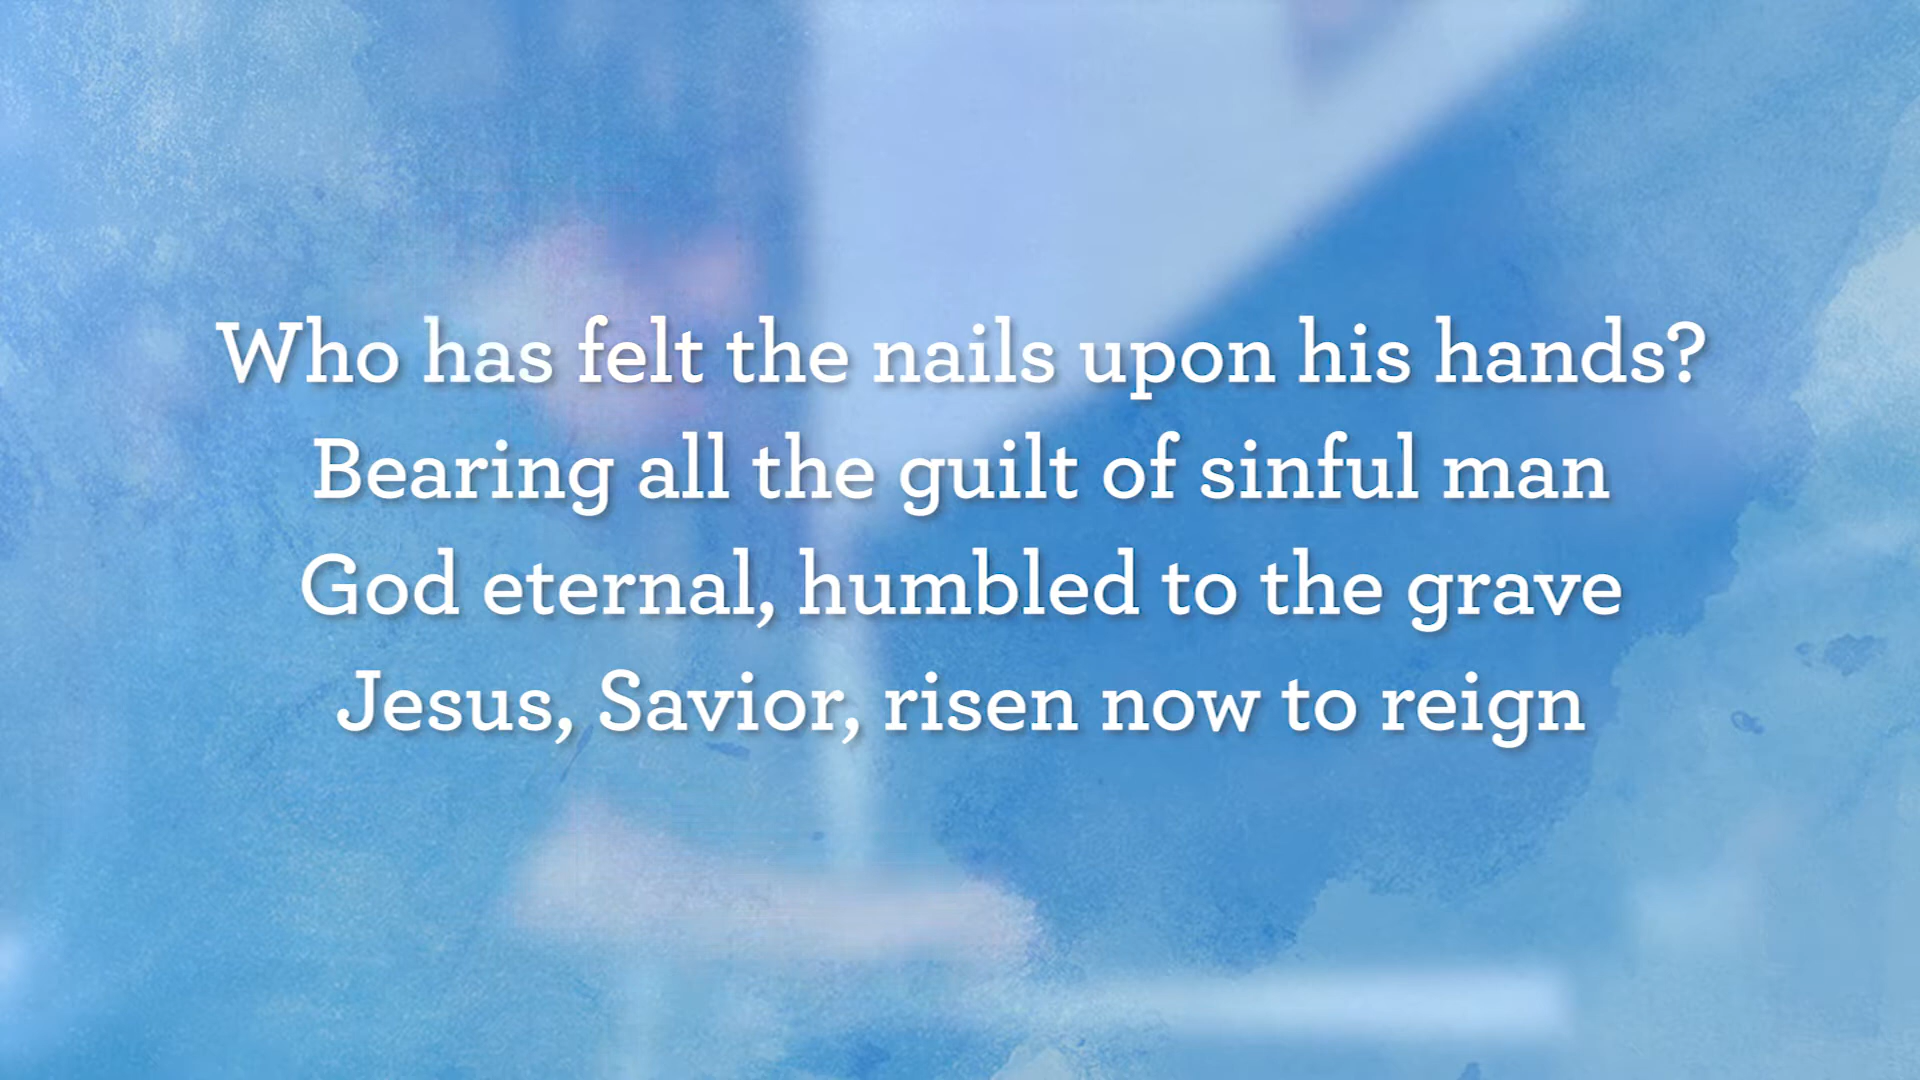 Who has felt the nails upon his hands?
Bearing all the guilt of sinful man
God eternal, humbled to the grave
Jesus, Savior, risen now to reign